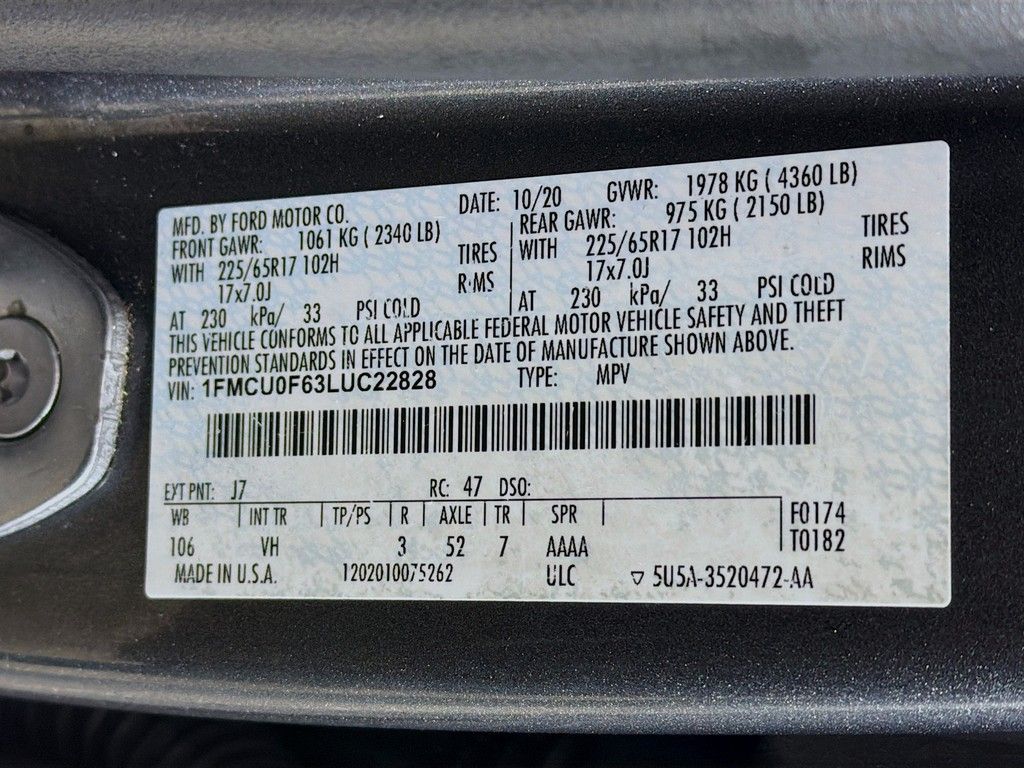 MFD. BY FORD MOTOR CO. DATE: 10/20 GVWR: 1978 KG ( 4360 LB)
FRONT GAWR: 1061 KG ( 2340 LB) REAR GAWR: 975 KG ( 2150 LB)
WITH 225/65R17 102H TIRES WITH 225/65R17 102H TIRES
17x7.0J RIMS 17x7.0J RIMS
AT 230 kPa/ 33 PSI COLD AT 230 kPa/ 33 PSI COLD
THIS VEHICLE CONFORMS TO ALL APPLICABLE FEDERAL MOTOR VEHICLE SAFETY AND THEFT
PREVENTION STANDARDS IN EFFECT ON THE DATE OF MANUFACTURE SHOWN ABOVE.
VIN: 1FMCU0F63LUC22828 TYPE: MPV
EXT PNT: J7 RC: 47 DSO:
WB INT TR TP/PS R AXLE TR SPR F0174
106 VH 3 52 7 AAAA T0182
MADE IN U.S.A. 1202010075262 ULC ▽ 5U5A-3520472-AA